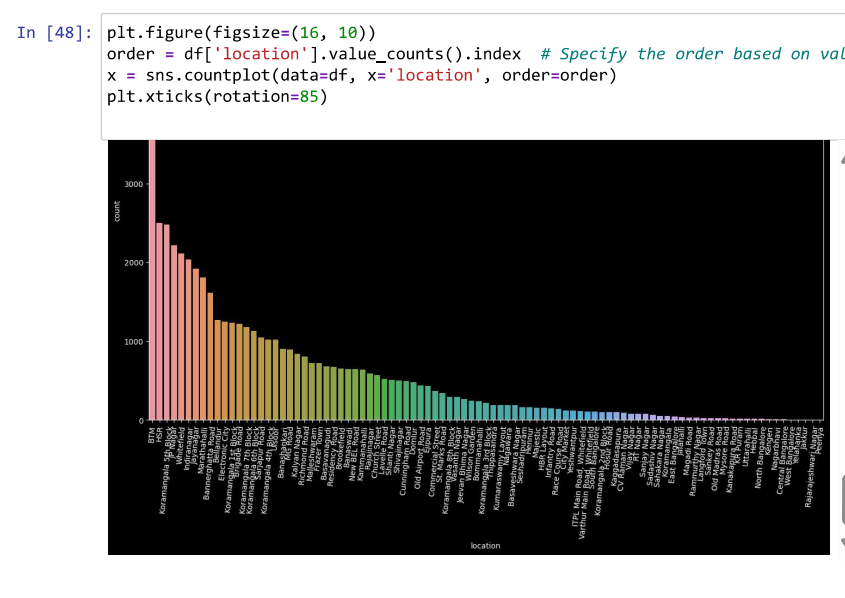 In [48]:
plt.figure(figsize=(16, 10))
order = df['location'].value_counts().index  # Specify the order based on val
x = sns.countplot(data=df, x='location', order=order)
plt.xticks(rotation=85)
3000
count
2000
1000
0
BTM
HSR
Koramangala 5th Block
JP Nagar
Whitefield
Indiranagar
Jayanagar
Marathahalli
Bannerghatta Road
Bellandur
Electronic City
Koramangala 1st Block
Brigade Road
Koramangala 7th Block
Koramangala 6th Block
Sarjapur Road
Koramangala 4th Block
Ulsoor
Banashankari
MG Road
Kalyan Nagar
Richmond Road
Malleshwaram
Frazer Town
Basavanagudi
Residency Road
Brookefield
Banaswadi
New BEL Road
Kammanahalli
Rajajinagar
Church Street
Lavelle Road
Shanti Nagar
Shivajinagar
Cunningham Road
Domlur
Old Airport Road
Ejipura
Commercial Street
St. Marks Road
Koramangala 8th Block
Vasanth Nagar
Jeevan Bhima Nagar
Wilson Garden
Bommanahalli
Koramangala 3rd Block
Thippasandra
Kumaraswamy Layout
Nagawara
Basaveshwara Nagar
Seshadripuram
Hennur
Majestic
HBR Layout
Infantry Road
Race Course Road
City Market
Yeshwantpur
ITPL Main Road, Whitefield
Varthur Main Road, Whitefield
South Bangalore
Koramangala 2nd Block
Hosur Road
Kaggadasapura
CV Raman Nagar
Vijay Nagar
RT Nagar
Sanjay Nagar
Sadashiv Nagar
Sahakara Nagar
Koramangala
East Bangalore
Jalahalli
Magadi Road
Rammurthy Nagar
Langford Town
Sankey Road
Old Madras Road
Mysore Road
Kanakapura Road
KR Puram
Uttarahalli
Hebbal
North Bangalore
Kengeri
Nagarbhavi
Central Bangalore
West Bangalore
Yelahanka
Jakkur
Rajarajeshwari Nagar
Peenya
location